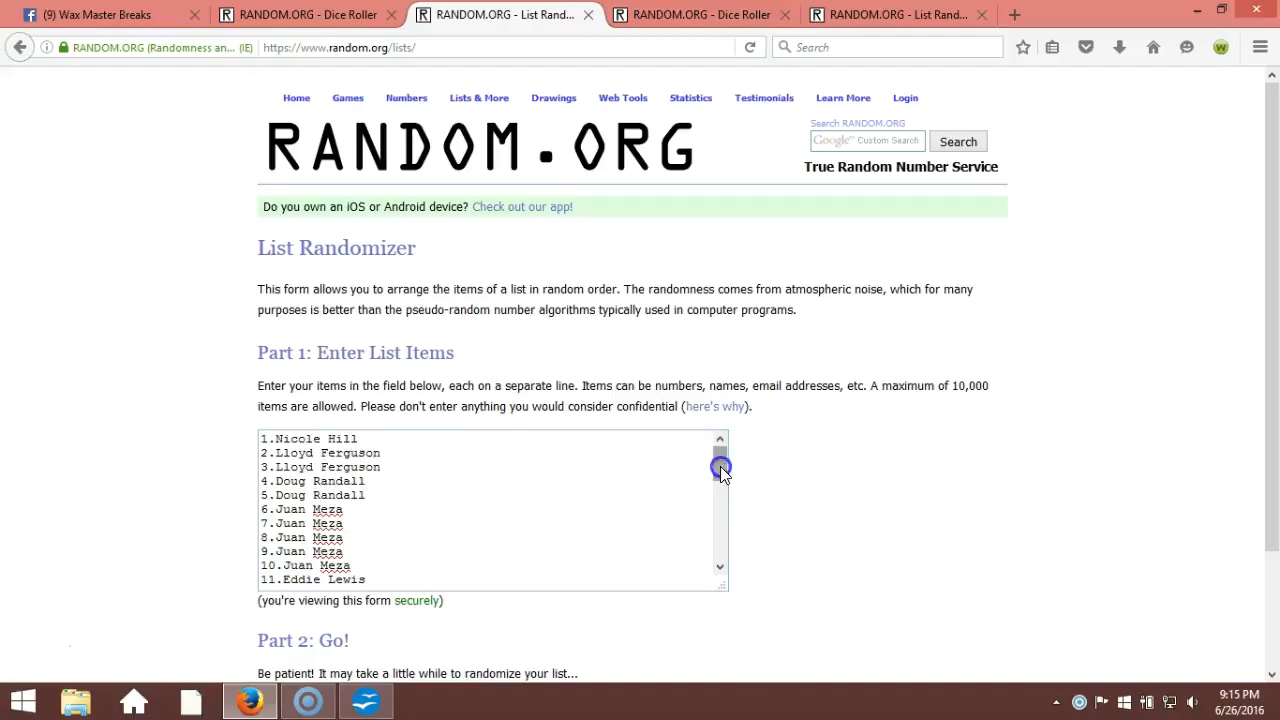 (9) Wax Master Breaks
RANDOM.ORG - Dice Roller
RANDOM.ORG - List Rand...
RANDOM.ORG - Dice Roller
RANDOM.ORG - List Ran...
RANDOM.ORG (Randomness an... (IE)
https://www.random.org/lists/
Search
Home Games Numbers Lists & More Drawings Web Tools Statistics Testimonials Learn More Login
Search RANDOM.ORG
RANDOM.ORG
Google™ Custom Search
Search
True Random Number Service
Do you own an iOS or Android device? Check out our app!
List Randomizer
This form allows you to arrange the items of a list in random order. The randomness comes from atmospheric noise, which for many
purposes is better than the pseudo-random number algorithms typically used in computer programs.
Part 1: Enter List Items
Enter your items in the field below, each on a separate line. Items can be numbers, names, email addresses, etc. A maximum of 10,000
items are allowed. Please don't enter anything you would consider confidential (here's why).
1.Nicole Hill
2.Lloyd Ferguson
3.Lloyd Ferguson
4.Doug Randall
5.Doug Randall
6.Juan Meza
7.Juan Meza
8.Juan Meza
9.Juan Meza
10.Juan Meza
11.Eddie Lewis
(you're viewing this form securely)
Part 2: Go!
Be patient! It may take a little while to randomize your list...
9:15 PM
6/26/2016